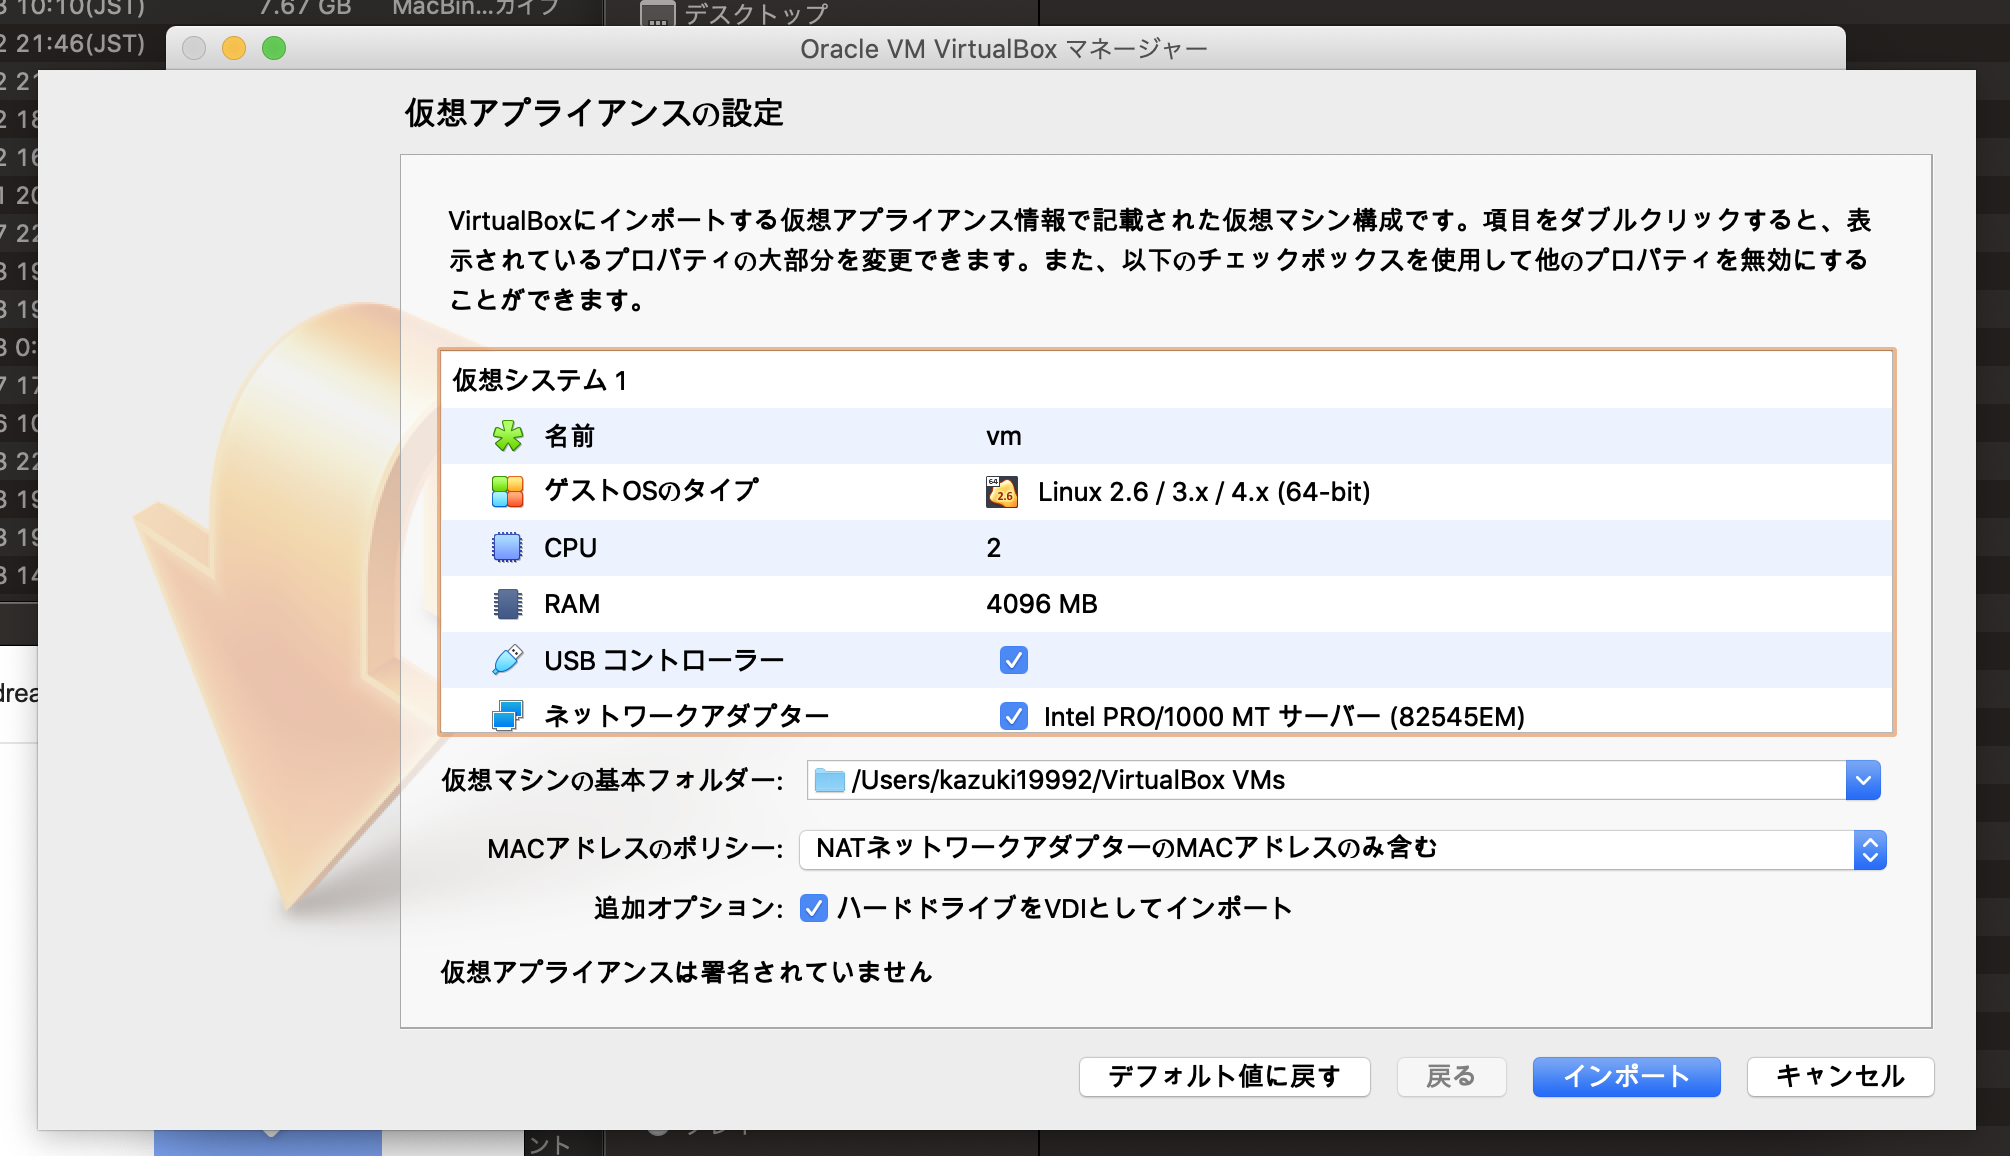 10:10(JST)
7.67 GB
MacBin...カイブ
デスクトップ
2 21:46(JST)
Oracle VM VirtualBox マネージャー
仮想アプライアンスの設定
VirtualBoxにインポートする仮想アプライアンス情報で記載された仮想マシン構成です。項目をダブルクリックすると、表
示されているプロパティの大部分を変更できます。また、以下のチェックボックスを使用して他のプロパティを無効にする
ことができます。
仮想システム 1
名前 vm
ゲストOSのタイプ Linux 2.6 / 3.x / 4.x (64-bit)
CPU 2
RAM 4096 MB
USB コントローラー
ネットワークアダプター Intel PRO/1000 MT サーバー (82545EM)
仮想マシンの基本フォルダー: /Users/kazuki19992/VirtualBox VMs
MACアドレスのポリシー: NATネットワークアダプターのMACアドレスのみ含む
追加オプション: ハードドライブをVDIとしてインポート
仮想アプライアンスは署名されていません
デフォルト値に戻す 戻る インポート キャンセル
ント